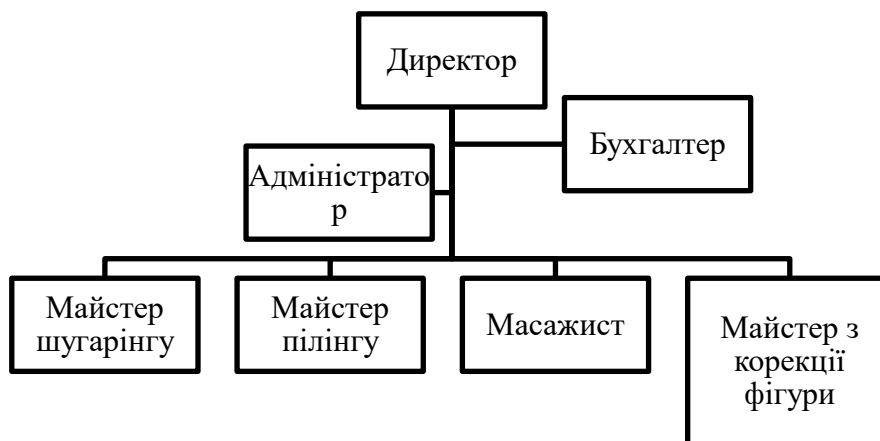 Директор
Бухгалтер
Адміністрато
р
Майстер
шугарінгу
Майстер
пілінгу
Масажист
Майстер з
корекції
фігури